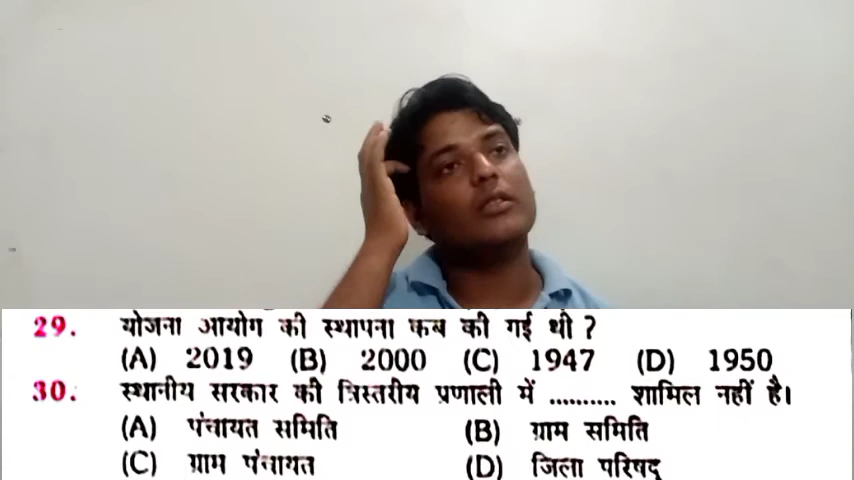 29. योजना आयोग की स्थापना कब की गई थी ?
(A) 2019 (B) 2000 (C) 1947 (D) 1950
30. स्थानीय सरकार की त्रिस्तरीय प्रणाली में .......... शामिल नहीं है।
(A) पंचायत समिति (B) ग्राम समिति
(C) ग्राम पंचायत (D) जिला परिषद्